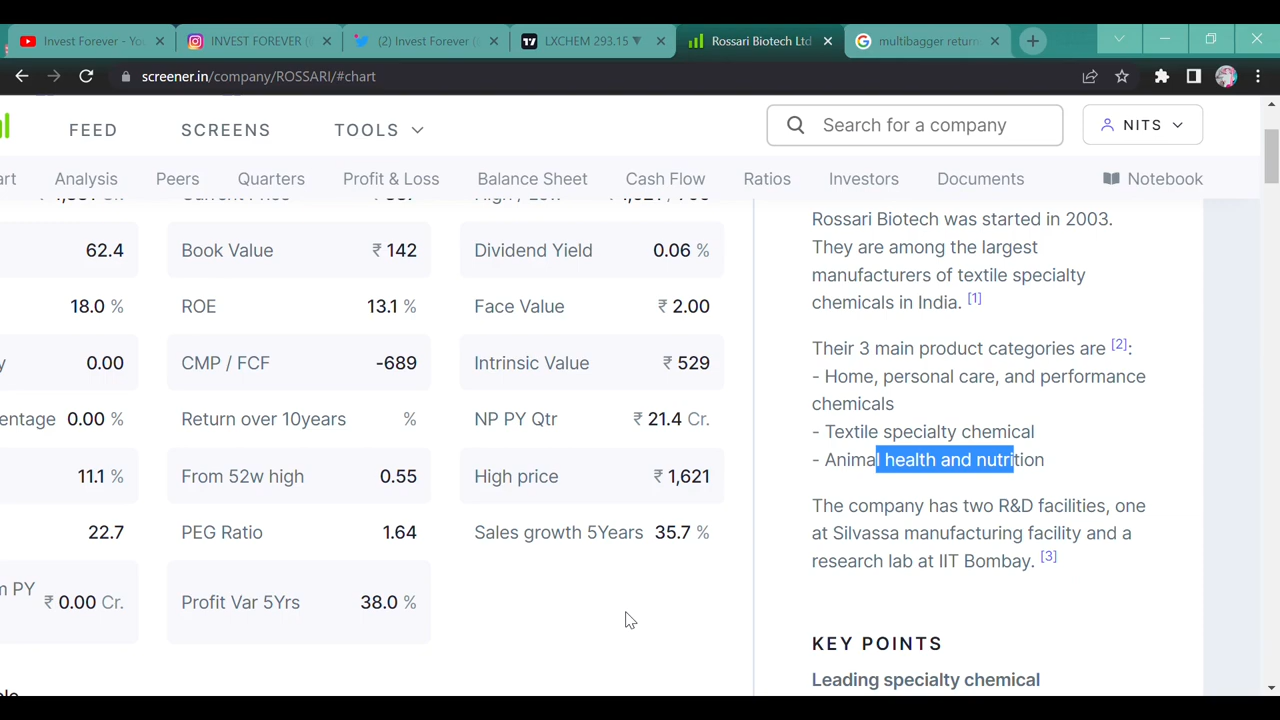 Invest Forever - Yo
INVEST FOREVER (
(2) Invest Forever (
LXCHEM 293.15 ▼
Rossari Biotech Ltd
multibagger return
screener.in/company/ROSSARI/#chart
FEED
SCREENS
TOOLS
Search for a company
NITS
art
Analysis
Peers
Quarters
Profit & Loss
Balance Sheet
Cash Flow
Ratios
Investors
Documents
Notebook
62.4
Book Value
₹ 142
Dividend Yield
0.06 %
18.0 %
ROE
13.1 %
Face Value
₹ 2.00
0.00
CMP / FCF
-689
Intrinsic Value
₹ 529
entage 0.00 %
Return over 10years
%
NP PY Qtr
₹ 21.4 Cr.
11.1 %
From 52w high
0.55
High price
₹ 1,621
22.7
PEG Ratio
1.64
Sales growth 5Years 35.7 %
m PY
₹ 0.00 Cr.
Profit Var 5Yrs
38.0 %
Rossari Biotech was started in 2003.
They are among the largest
manufacturers of textile specialty
chemicals in India. [1]
Their 3 main product categories are [2]:
- Home, personal care, and performance
chemicals
- Textile specialty chemical
- Animal health and nutrition
The company has two R&D facilities, one
at Silvassa manufacturing facility and a
research lab at IIT Bombay. [3]
KEY POINTS
Leading specialty chemical